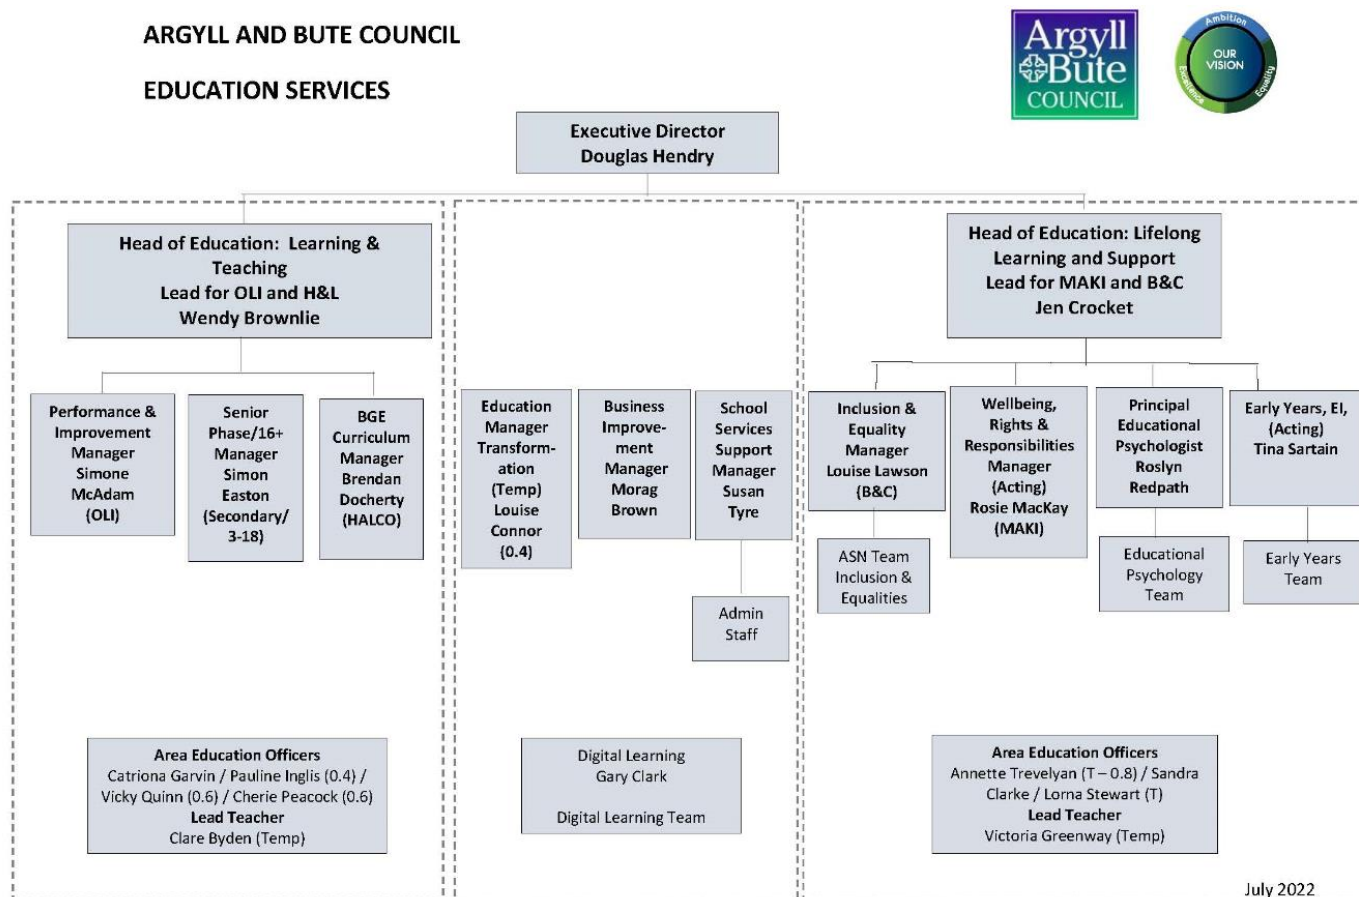 ARGYLL AND BUTE COUNCIL
EDUCATION SERVICES
Argyll
Bute
COUNCIL
Ambition
OUR
VISION
Excellence
Equality
Executive Director
Douglas Hendry
Head of Education: Learning &
Teaching
Lead for OLI and H&L
Wendy Brownlie
Head of Education: Lifelong
Learning and Support
Lead for MAKI and B&C
Jen Crocket
Performance &
Improvement
Manager
Simone
McAdam
(OLI)
Senior
Phase/16+
Manager
Simon
Easton
(Secondary/
3-18)
BGE
Curriculum
Manager
Brendan
Docherty
(HALCO)
Education
Manager
Transform-
ation
(Temp)
Louise
Connor
(0.4)
Business
Improve-
ment
Manager
Morag
Brown
School
Services
Support
Manager
Susan
Tyre
Admin
Staff
Inclusion &
Equality
Manager
Louise Lawson
(B&C)
ASN Team
Inclusion &
Equalities
Wellbeing,
Rights &
Responsibilities
Manager
(Acting)
Rosie MacKay
(MAKI)
Principal
Educational
Psychologist
Roslyn
Redpath
Educational
Psychology
Team
Early Years, EI,
(Acting)
Tina Sartain
Early Years
Team
Area Education Officers
Catriona Garvin / Pauline Inglis (0.4) /
Vicky Quinn (0.6) / Cherie Peacock (0.6)
Lead Teacher
Clare Byden (Temp)
Digital Learning
Gary Clark
Digital Learning Team
Area Education Officers
Annette Trevelyan (T – 0.8) / Sandra
Clarke / Lorna Stewart (T)
Lead Teacher
Victoria Greenway (Temp)
July 2022